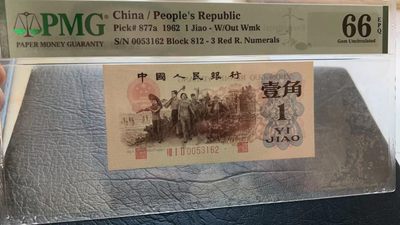 PMG
PAPER MONEY GUARANTY
China / People's Republic
Pick# 877a 1962 1 Jiao - W/Out Wmk
S/N 0053162 Block 812 - 3 Red R. Numerals
66 EPQ
Gem Uncirculated
中国人民银行
壹角
1
YI
JIAO
0053162